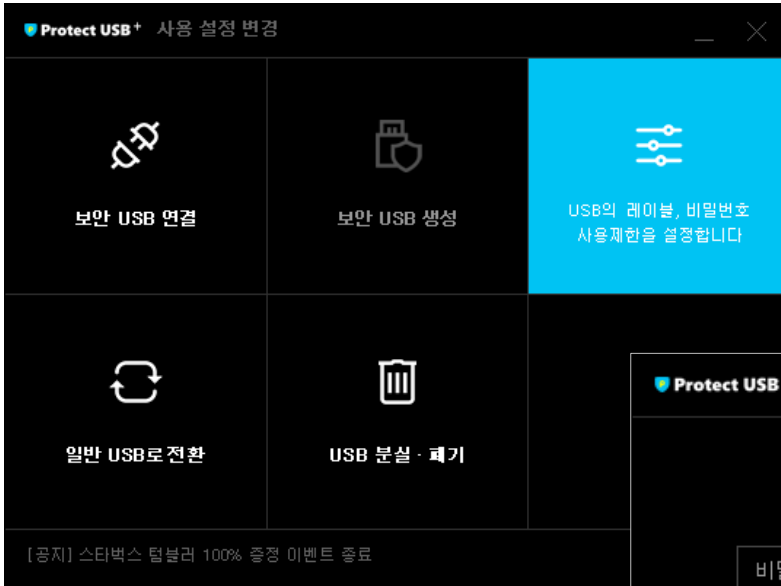 Protect USB+ 사용 설정 변경
보안 USB 연결
보안 USB 생성
USB의 레이블, 비밀번호
사용제한을 설정합니다
일반 USB로 전환
USB 분실 · 폐기
Protect USB
[공지] 스타벅스 텀블러 100% 증정 이벤트 종료